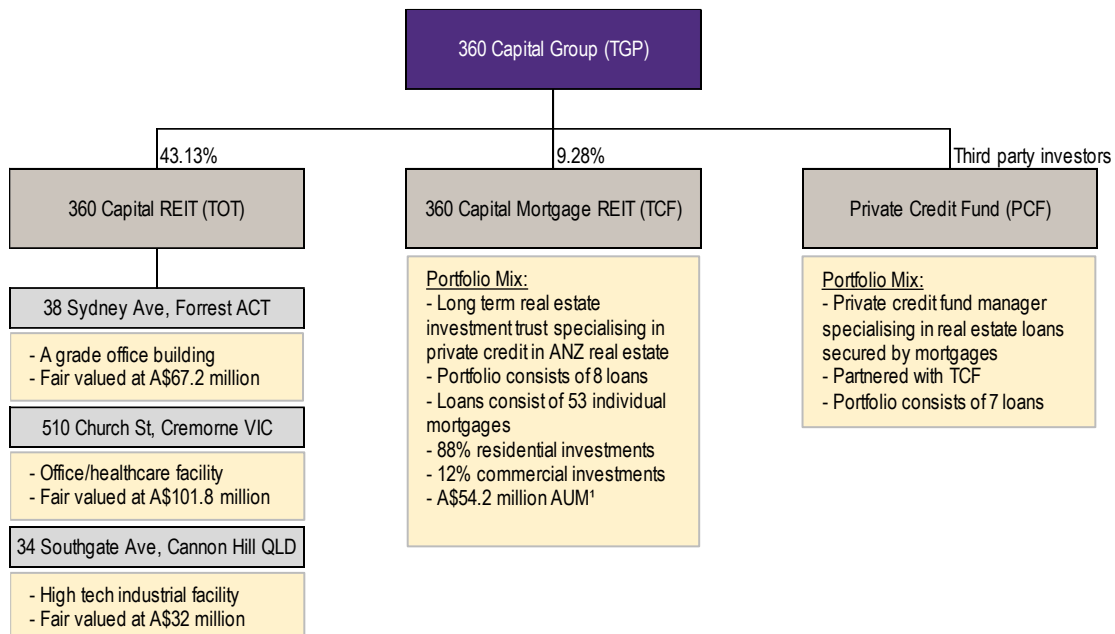 360 Capital Group (TGP)
43.13%
9.28%
Third party investors
360 Capital REIT (TOT)
360 Capital Mortgage REIT (TCF)
Private Credit Fund (PCF)
38 Sydney Ave, Forrest ACT
- A grade office building
- Fair valued at A$67.2 million
510 Church St, Cremorne VIC
- Office/healthcare facility
- Fair valued at A$101.8 million
34 Southgate Ave, Cannon Hill QLD
- High tech industrial facility
- Fair valued at A$32 million
Portfolio Mix:
- Long term real estate
investment trust specialising in
private credit in ANZ real estate
- Portfolio consists of 8 loans
- Loans consist of 53 individual
mortgages
- 88% residential investments
- 12% commercial investments
- A$54.2 million AUM¹
Portfolio Mix:
- Private credit fund manager
specialising in real estate loans
secured by mortgages
- Partnered with TCF
- Portfolio consists of 7 loans